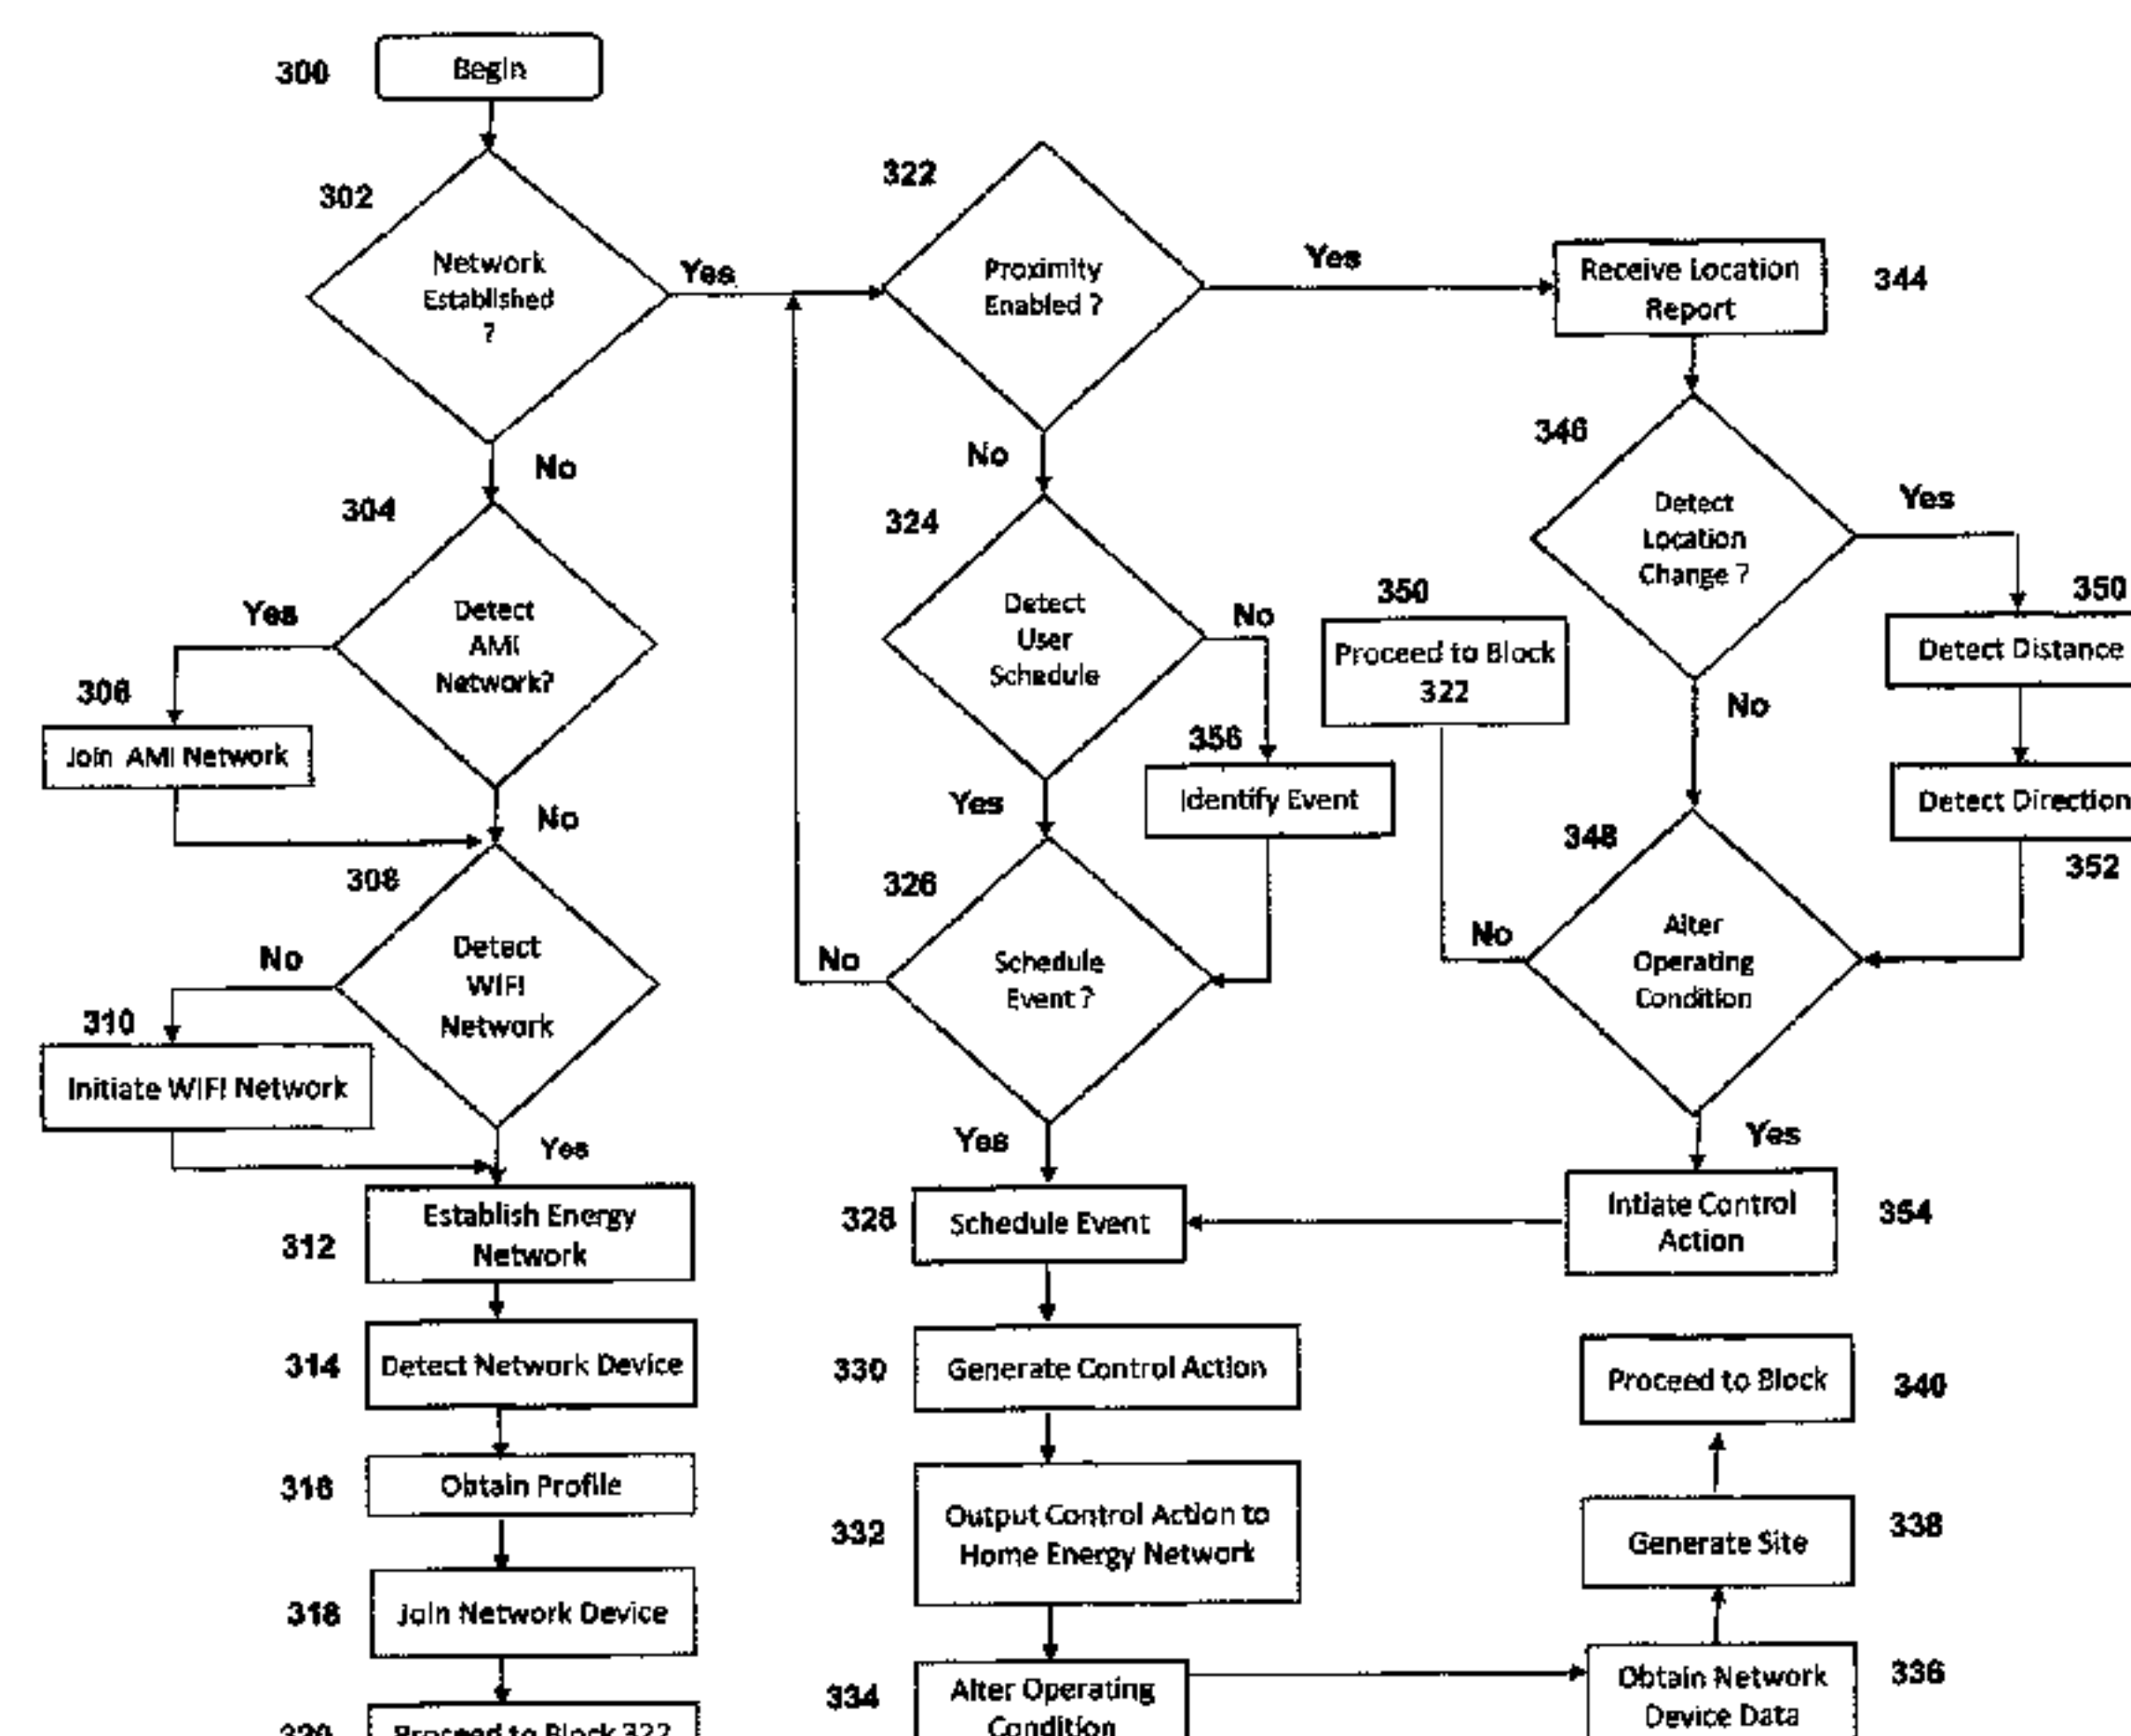 300
Begin
302
Network
Established
?
Yes
No
304
Detect
AMI
Network?
Yes
306
Join AMI Network
No
308
Detect
WIFI
Network
No
310
Initiate WIFI Network
Yes
312
Establish Energy
Network
314
Detect Network Device
316
Obtain Profile
318
Join Network Device
320
Proceed to Block 322
322
Proximity
Enabled ?
Yes
No
324
Detect
User
Schedule
No
356
Identify Event
Yes
326
Schedule
Event ?
No
Yes
328
Schedule Event
330
Generate Control Action
332
Output Control Action to
Home Energy Network
334
Alter Operating
Condition
Receive Location
Report
344
346
Detect
Location
Change ?
Yes
350
Detect Distance
Detect Direction
352
No
348
Alter
Operating
Condition
No
350
Proceed to Block
322
Yes
Intiate Control
Action
354
Proceed to Block
340
Generate Site
338
Obtain Network
Device Data
336